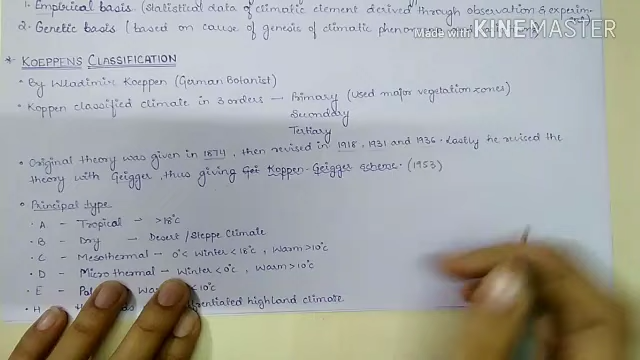 1. Empirical basis (Statistical data of climatic element derived through observation & experim
2. Genetic basis (based on cause of genesis of climatic phenom
Made with KINEMASTER
* KOEPPENS CLASSIFICATION
• By Wladimir Koeppen (German Botanist)
• Koppen classified climate in 3 orders — Primary (Used major vegetation zones)
Secondary
Tertiary
• Original theory was given in 1874, then revised in 1918, 1931 and 1936. Lastly he revised the
theory with Geigger, thus giving Koppen-Geigger scheme. (1953)
• Principal type
• A - Tropical → >18°C
• B - Dry → Desert / Steppe Climate
• C - Mesothermal - 0°< Winter < 18°C, Warm >10°C
• D - Microthermal - Winter < 0°C, Warm >10°C
• E - <10°C
• H - highland climate